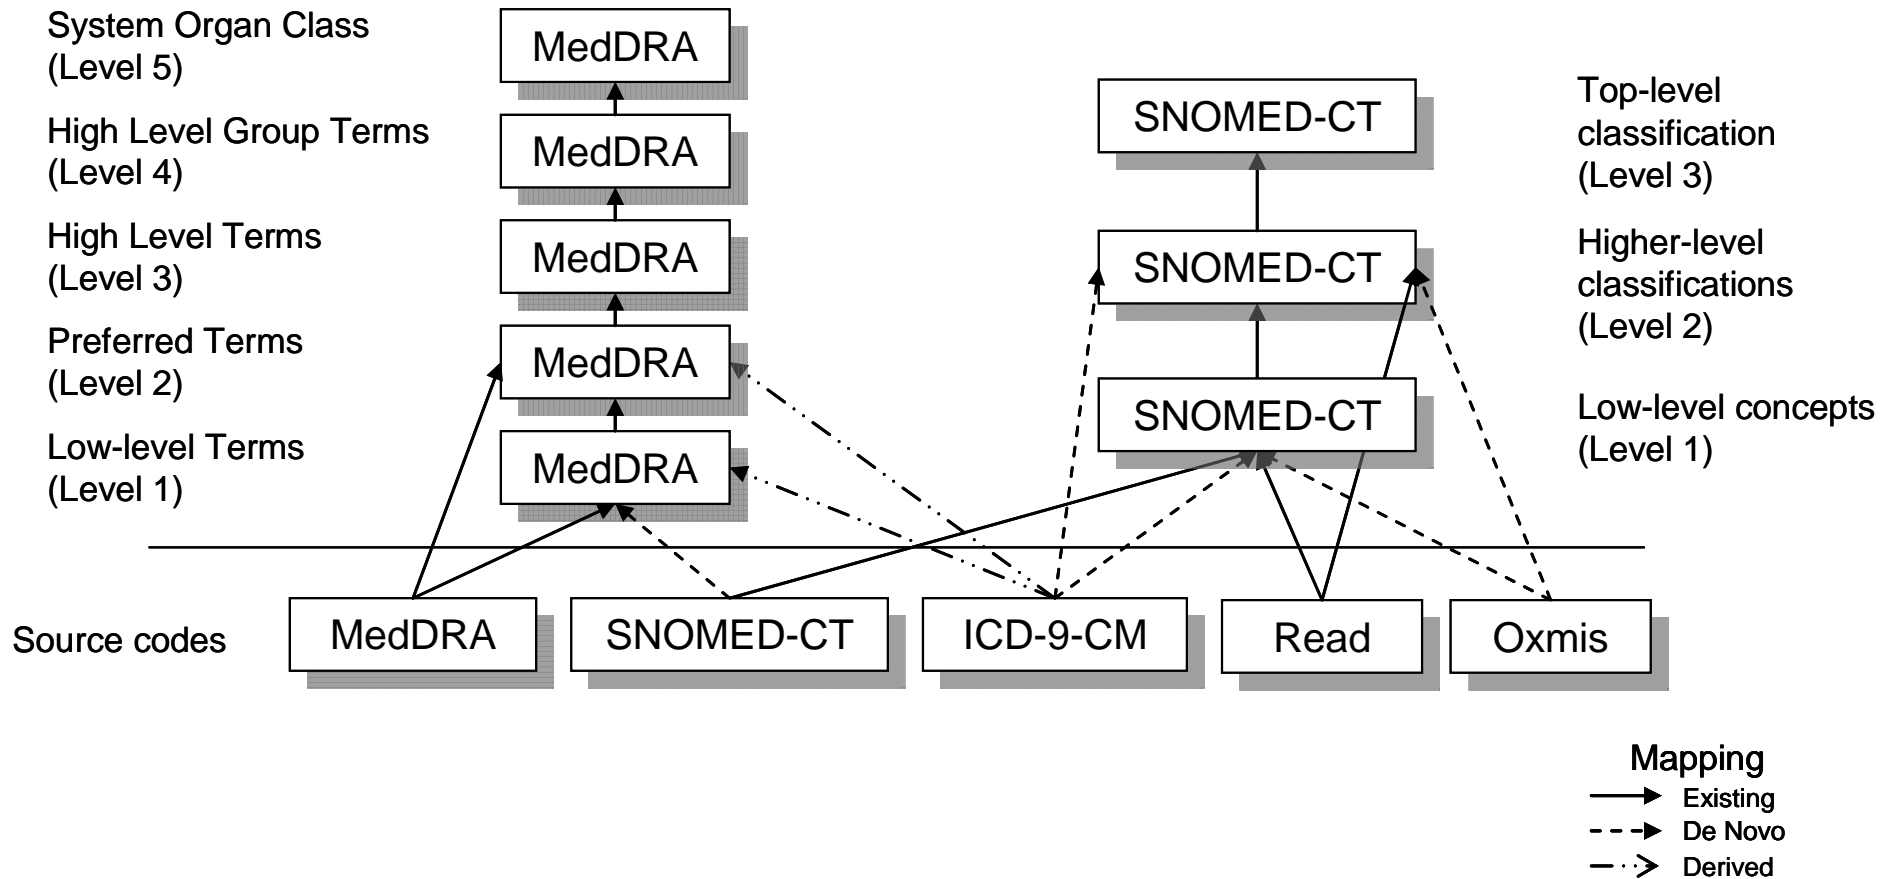 System Organ Class
(Level 5)
High Level Group Terms
(Level 4)
High Level Terms
(Level 3)
Preferred Terms
(Level 2)
Low-level Terms
(Level 1)
MedDRA
MedDRA
MedDRA
MedDRA
MedDRA
SNOMED-CT
SNOMED-CT
SNOMED-CT
Top-level
classification
(Level 3)
Higher-level
classifications
(Level 2)
Low-level concepts
(Level 1)
Source codes
MedDRA
SNOMED-CT
ICD-9-CM
Read
Oxmis
Mapping
Existing
De Novo
Derived